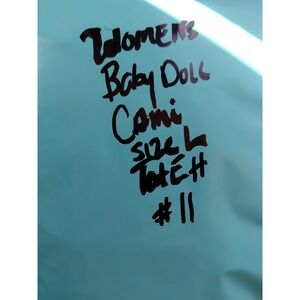 Womens
Baby Doll
Cami
Size L
TotE H
#11